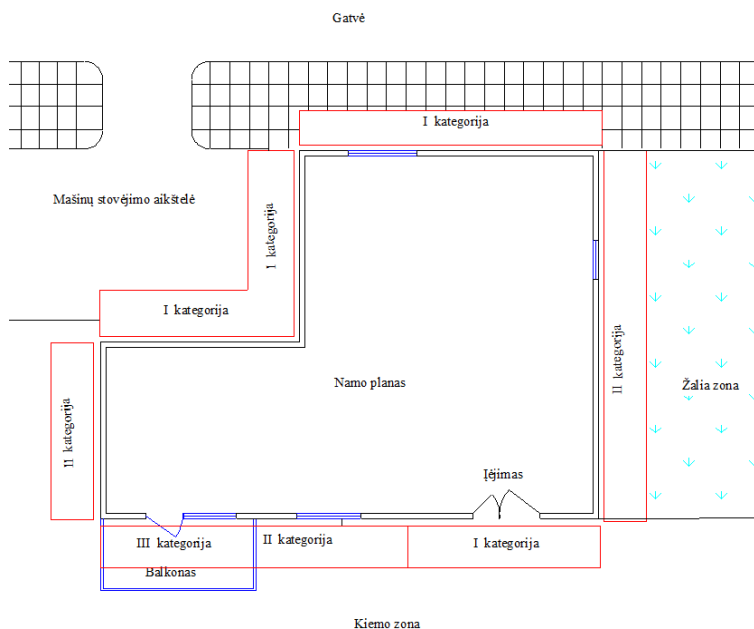 Gatvė
I kategorija
Mašinų stovėjimo aikštelė
I kategorija
I kategorija
II kategorija
Namo planas
II kategorija
Žalia zona
Įėjimas
III kategorija
II kategorija
I kategorija
Balkonas
Kiemo zona